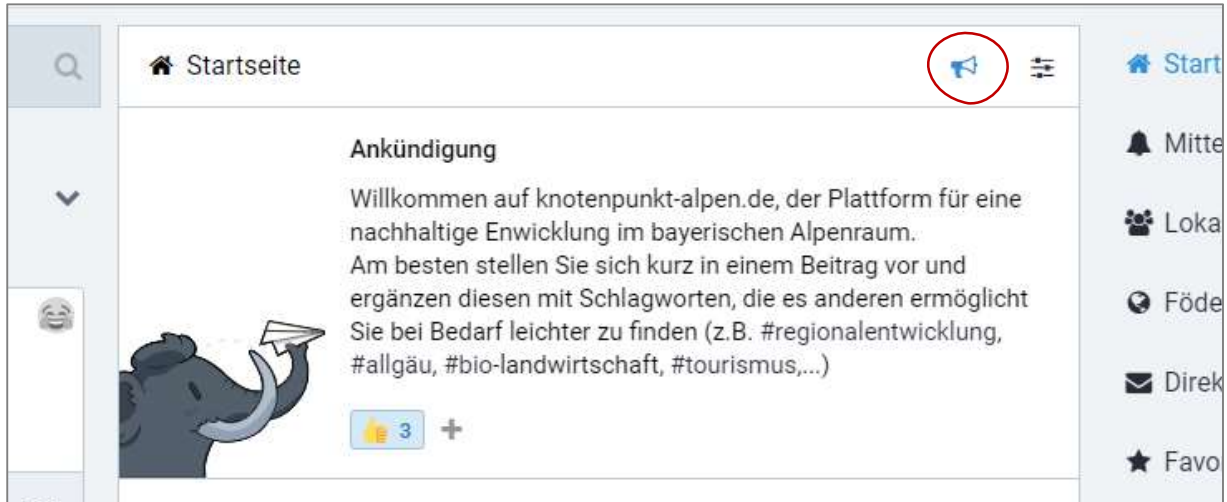 Startseite
Ankündigung
Willkommen auf knotenpunkt-alpen.de, der Plattform für eine
nachhaltige Enwicklung im bayerischen Alpenraum.
Am besten stellen Sie sich kurz in einem Beitrag vor und
ergänzen diesen mit Schlagworten, die es anderen ermöglicht
Sie bei Bedarf leichter zu finden (z.B. #regionalentwicklung,
#allgäu, #bio-landwirtschaft, #tourismus,...)
3
Start
Mitte
Loka
Föde
Direk
Favo